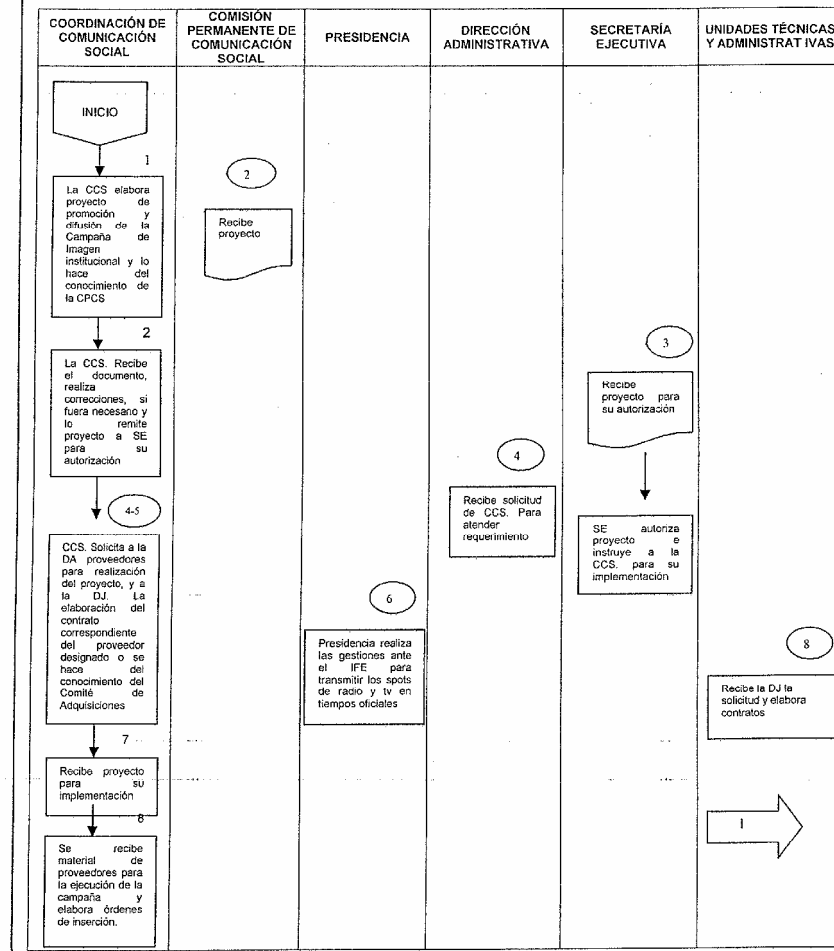 COORDINACIÓN DE
COMUNICACIÓN
SOCIAL
COMISIÓN
PERMANENTE DE
COMUNICACIÓN
SOCIAL
PRESIDENCIA
DIRECCIÓN
ADMINISTRATIVA
SECRETARÍA
EJECUTIVA
UNIDADES TÉCNICAS
Y ADMINISTRATIVAS
INICIO
1
La CCS elabora
proyecto de
promoción y
difusión de la
Campaña de
Imagen
institucional y lo
hace del
conocimiento de
la CPCS
2
Recibe
proyecto
2
La CCS. Recibe
el documento,
realiza
correcciones, si
fuera necesario y
lo remite
proyecto a SE
para su
autorización
3
Recibe
proyecto para
su autorización
4
Recibe solicitud
de CCS. Para
atender
requerimiento
SE autoriza
proyecto e
instruye a la
CCS. para su
implementación
4-5
CCS. Solicita a la
DA proveedores
para realización
del proyecto, y a
la DJ. La
elaboración del
contrato
correspondiente
del proveedor
designado o se
hace del
conocimiento del
Comité de
Adquisiciones
6
Presidencia realiza
las gestiones ante
el IFE para
transmitir los spots
de radio y tv en
tiempos oficiales
8
Recibe la DJ la
solicitud y elabora
contratos
7
Recibe proyecto
para su
implementación
8
Se recibe
material de
proveedores para
la ejecución de la
campaña y
elabora órdenes
de inserción.
1